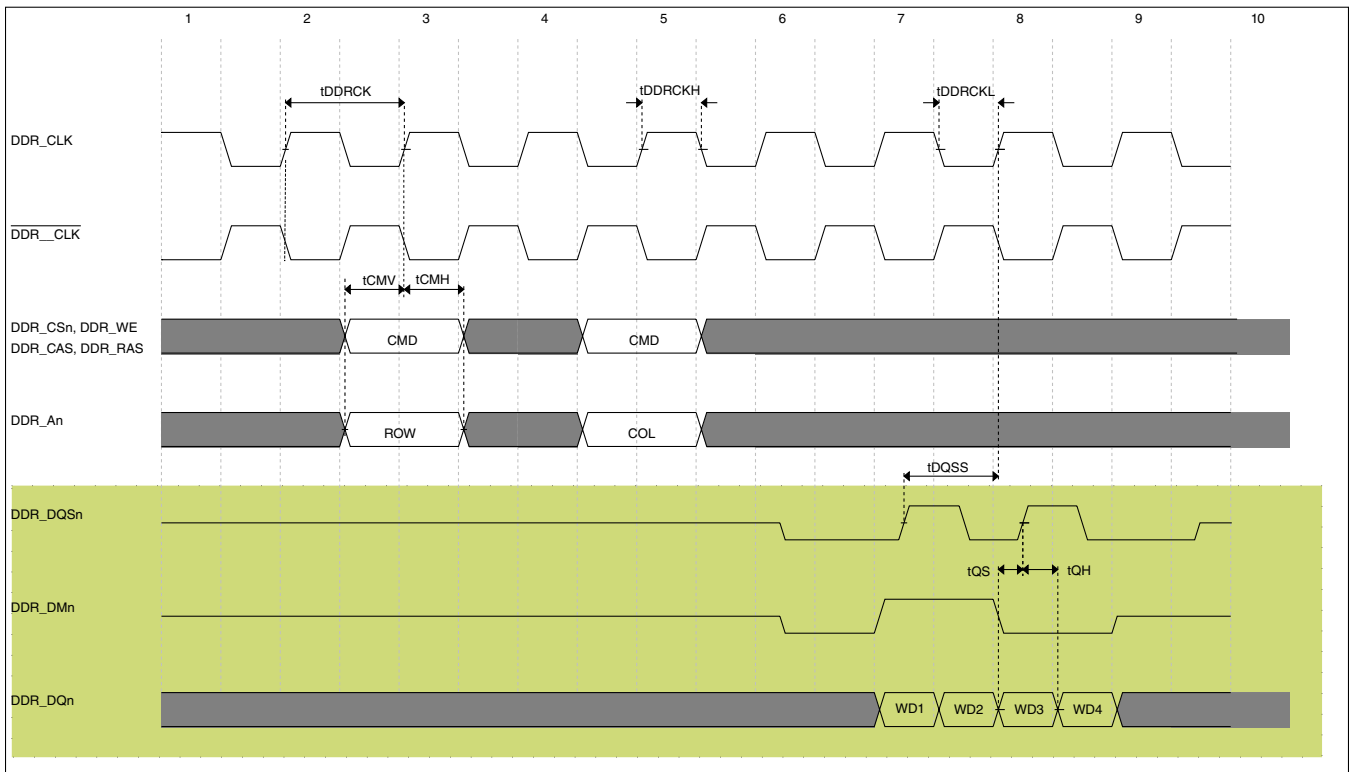 1 2 3 4 5 6 7 8 9 10
tDDRCK tDDRCKH tDDRCKL
DDR_CLK
DDR__CLK
tCMV tCMH
DDR_CSn, DDR_WE
DDR_CAS, DDR_RAS
CMD CMD
DDR_An
ROW COL
tDQSS
DDR_DQSn
tQS tQH
DDR_DMn
DDR_DQn
WD1 WD2 WD3 WD4